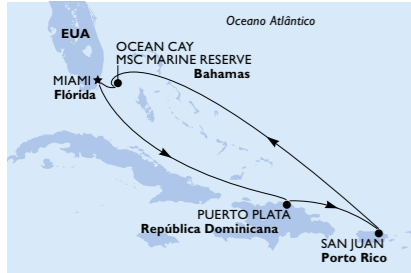 Oceano Atlântico
EUA
OCEAN CAY
MSC MARINE RESERVE
Bahamas
MIAMI
Flórida
PUERTO PLATA
República Dominicana
SAN JUAN
Porto Rico